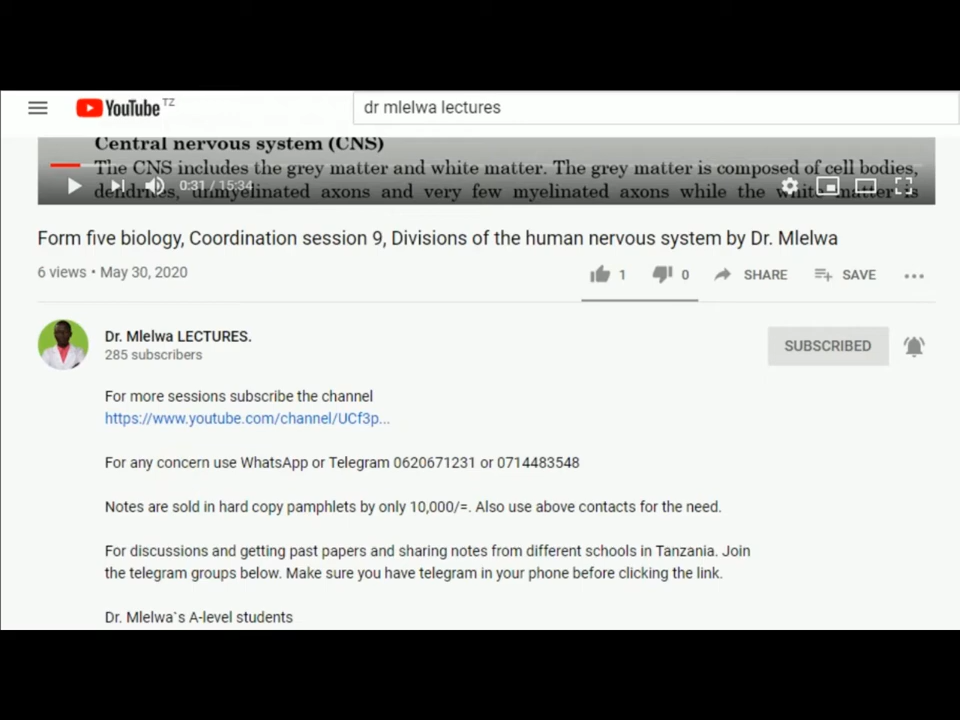 YouTube TZ
dr mlelwa lectures
Central nervous system (CNS)
The CNS includes the grey matter and white matter. The grey matter is composed of cell bodies,
0:31 / 15:34
dendrites, unmyelinated axons and very few myelinated axons while the white matter is
Form five biology, Coordination session 9, Divisions of the human nervous system by Dr. Mlelwa
6 views • May 30, 2020
1 0 SHARE SAVE
Dr. Mlelwa LECTURES.
285 subscribers
SUBSCRIBED
For more sessions subscribe the channel
https://www.youtube.com/channel/UCf3p...
For any concern use WhatsApp or Telegram 0620671231 or 0714483548
Notes are sold in hard copy pamphlets by only 10,000/=. Also use above contacts for the need.
For discussions and getting past papers and sharing notes from different schools in Tanzania. Join
the telegram groups below. Make sure you have telegram in your phone before clicking the link.
Dr. Mlelwa`s A-level students